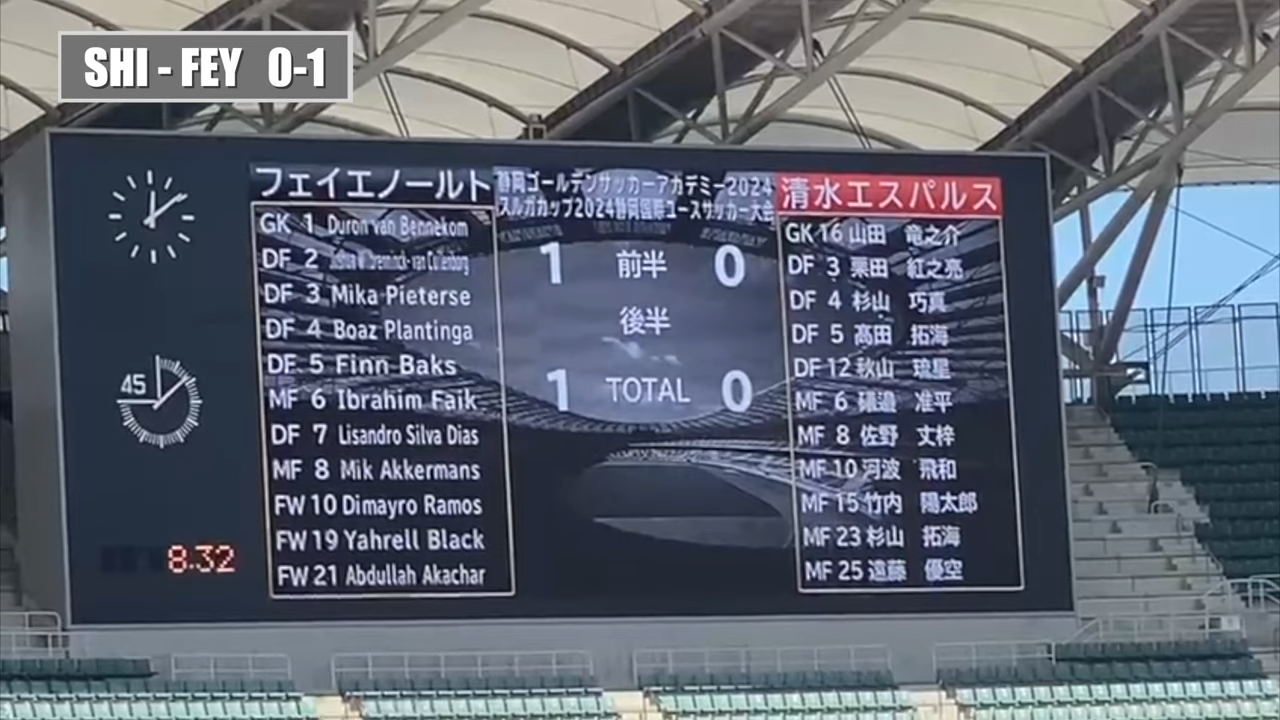 SHI - FEY 0-1
フェイエノールト
GK 1 Duron van Bennekom
DF 2
DF 3 Mika Pieterse
DF 4 Boaz Plantinga
DF 5 Finn Baks
MF 6 Ibrahim Faik
DF 7 Lisandro Silva Dias
MF 8 Mik Akkermans
FW 10 Dimayro Ramos
FW 19 Yahrell Black
FW 21 Abdullah Akachar
静岡ゴールデンサッカーアカデミー2024
スルガカップ2024静岡国際ユースサッカー大会
1 前半 0
後半
1 TOTAL 0
清水エスパルス
GK 16 山田 竜之介
DF 3 栗田 紅之亮
DF 4 杉山 巧真
DF 5 髙田 拓海
DF 12 秋山 琉星
MF 6 礒邉 准平
MF 8 佐野 丈梓
MF 10 河波 飛和
MF 15 竹内 陽太郎
MF 23 杉山 拓海
MF 25 遠藤 優空
45
8.32